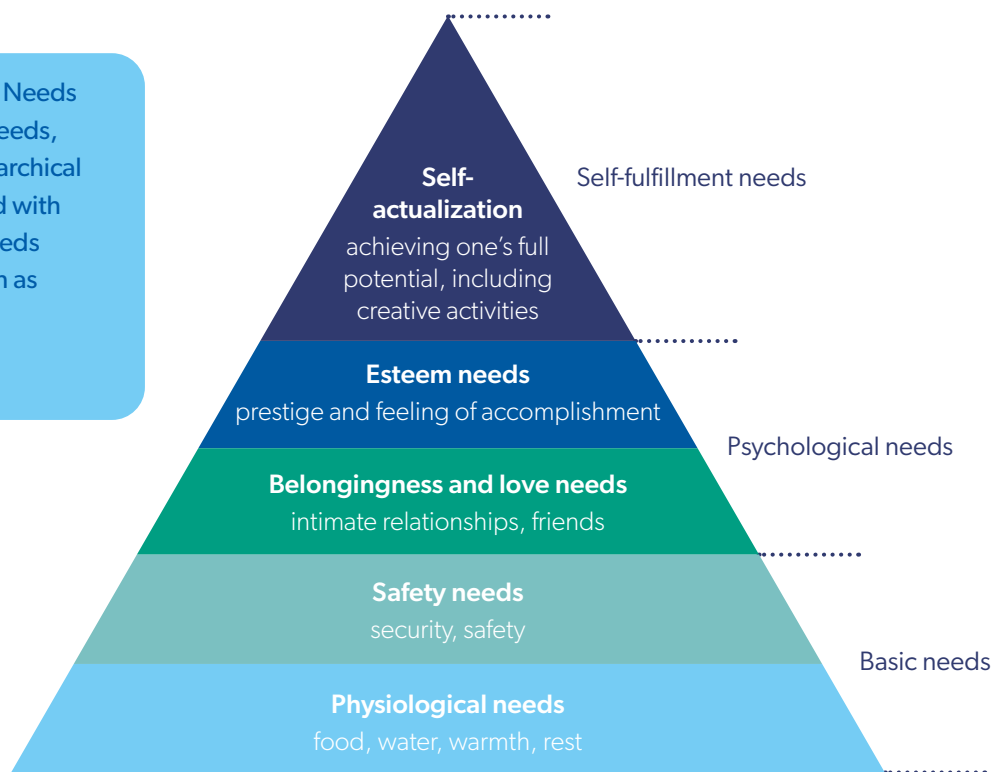 Needs
eeds,
archical
d with
eds
as
Self-
actualization
achieving one's full
potential, including
creative activities
Self-fulfillment needs
Esteem needs
prestige and feeling of accomplishment
Psychological needs
Belongingness and love needs
intimate relationships, friends
Safety needs
security, safety
Basic needs
Physiological needs
food, water, warmth, rest